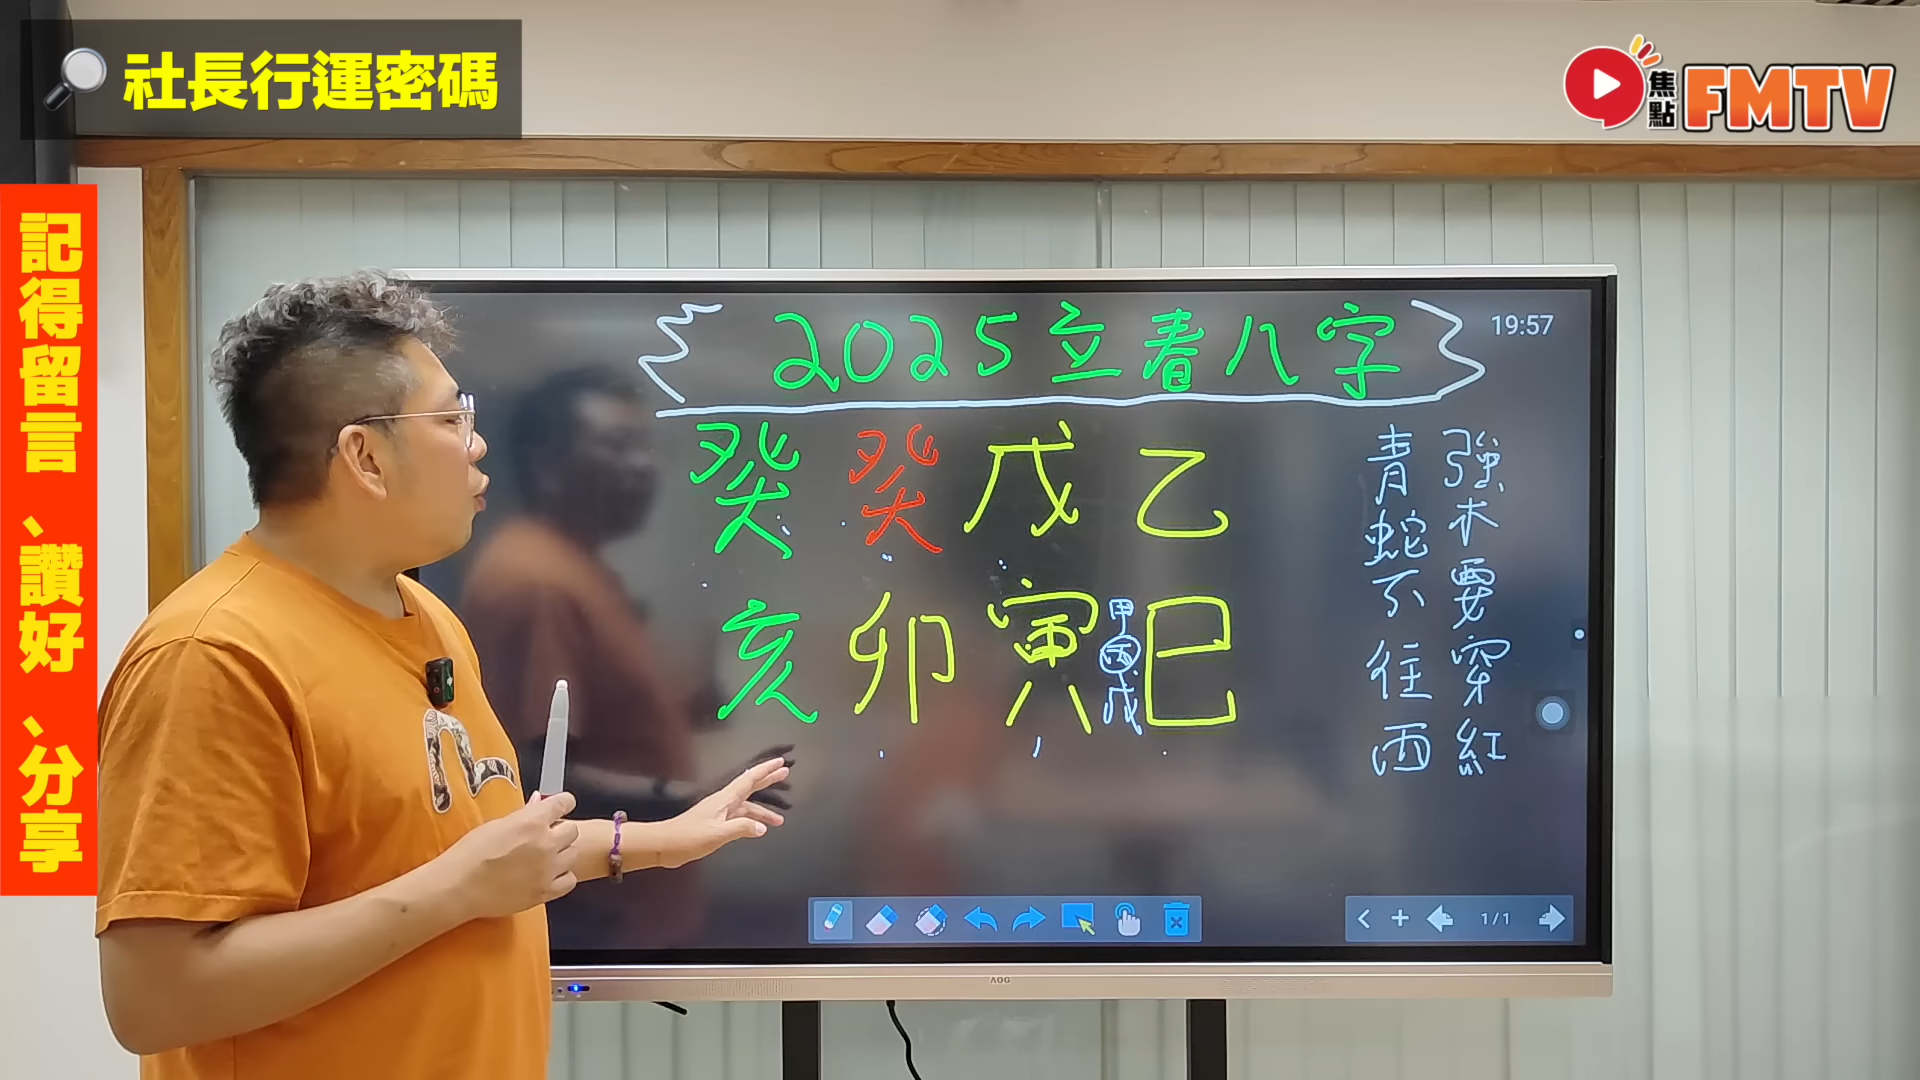 社長行運密碼
焦點 FMTV
記得留言、讚好、分享
2025立春八字
19:57
癸 癸 戊 乙
亥 卯 寅 巳
甲丙戊
強木要穿紅
青蛇不往西
1/1
AOG